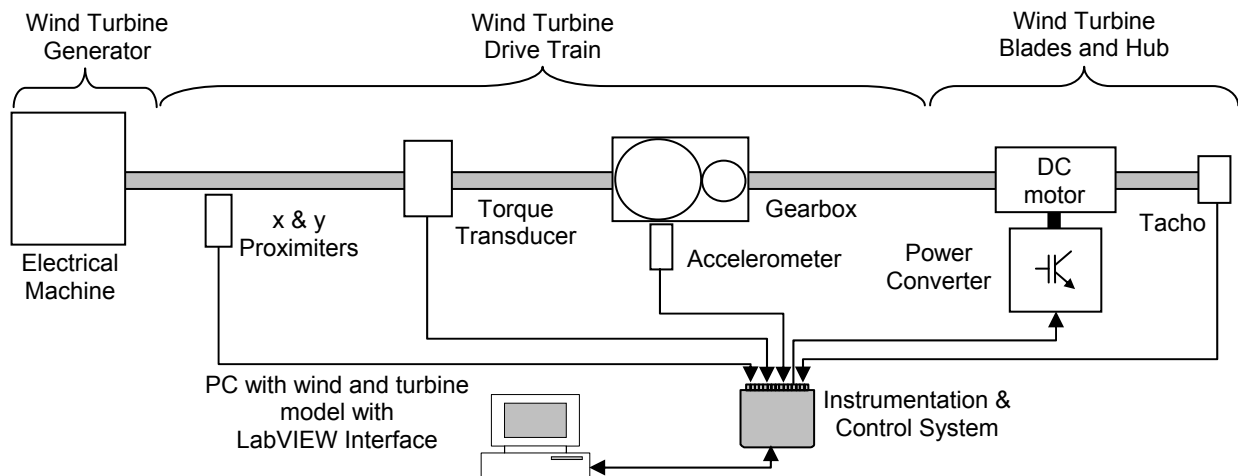 Wind Turbine
Generator
Wind Turbine
Drive Train
Wind Turbine
Blades and Hub
Electrical
Machine
x & y
Proximiters
Torque
Transducer
Gearbox
Accelerometer
DC
motor
Tacho
Power
Converter
PC with wind and turbine
model with
LabVIEW Interface
Instrumentation &
Control System